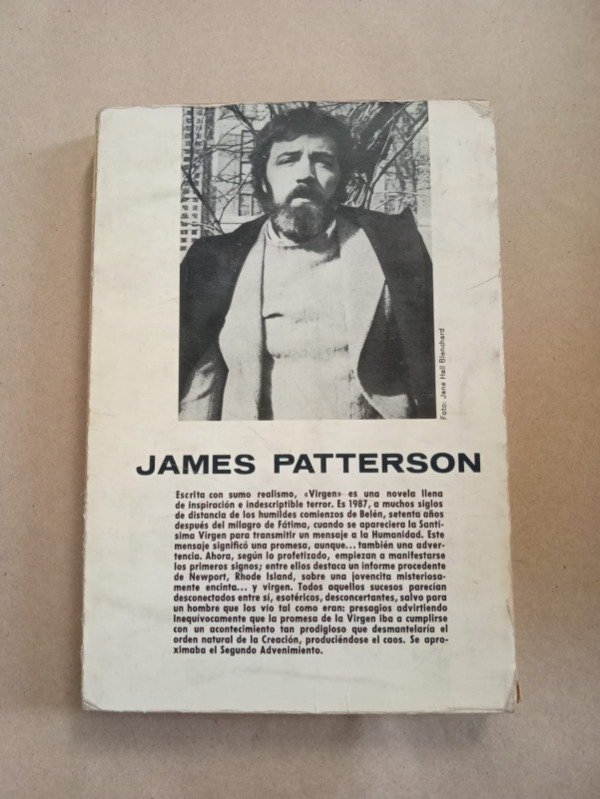 Foto: Jane Hall Blanchard
JAMES PATTERSON
Escrita con sumo realismo, «Virgen» es una novela llena
de inspiración e indescriptible terror. Es 1987, a muchos siglos
de distancia de los humildes comienzos de Belén, setenta años
después del milagro de Fátima, cuando se apareciera la Santí-
sima Virgen para transmitir un mensaje a la Humanidad. Este
mensaje significó una promesa, aunque... también una adver-
tencia. Ahora, según lo profetizado, empiezan a manifestarse
los primeros signos; entre ellos destaca un informe procedente
de Newport, Rhode Island, sobre una jovencita misteriosa-
mente encinta... y virgen. Todos aquellos sucesos parecían
desconectados entre sí, esotéricos, desconcertantes, salvo para
un hombre que los vio tal como eran: presagios advirtiendo
inequívocamente que la promesa de la Virgen iba a cumplirse
con un acontecimiento tan prodigioso que desmantelaría el
orden natural de la Creación, produciéndose el caos. Se apro-
ximaba el Segundo Advenimiento.